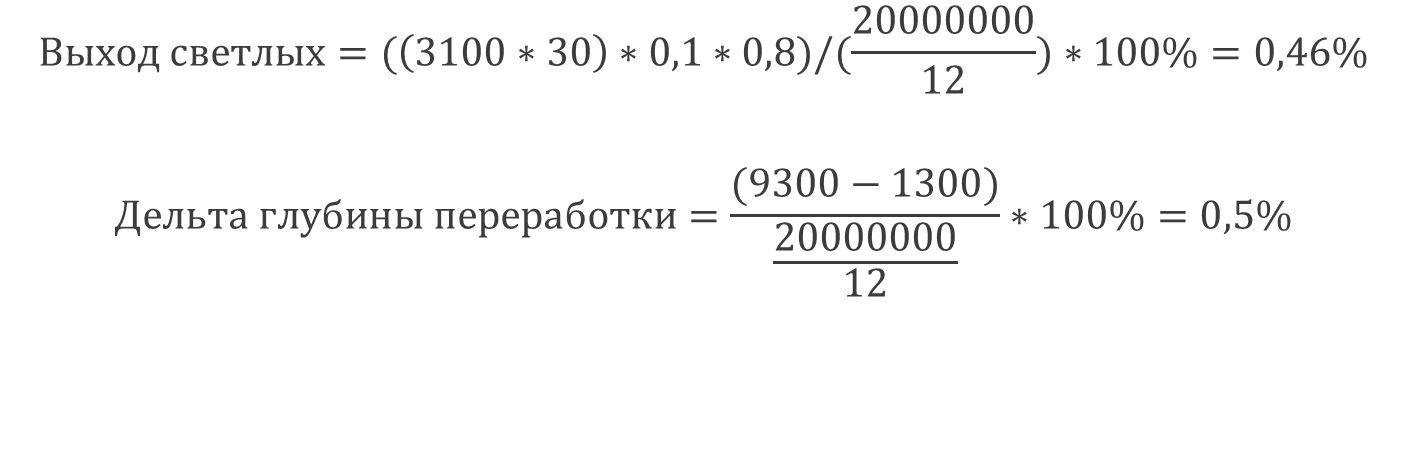 Выход светлых = ((3100 * 30) * 0,1 * 0,8)/(20000000/12) * 100% = 0,46%
Дельта глубины переработки = (9300 − 1300)/(20000000/12) * 100% = 0,5%